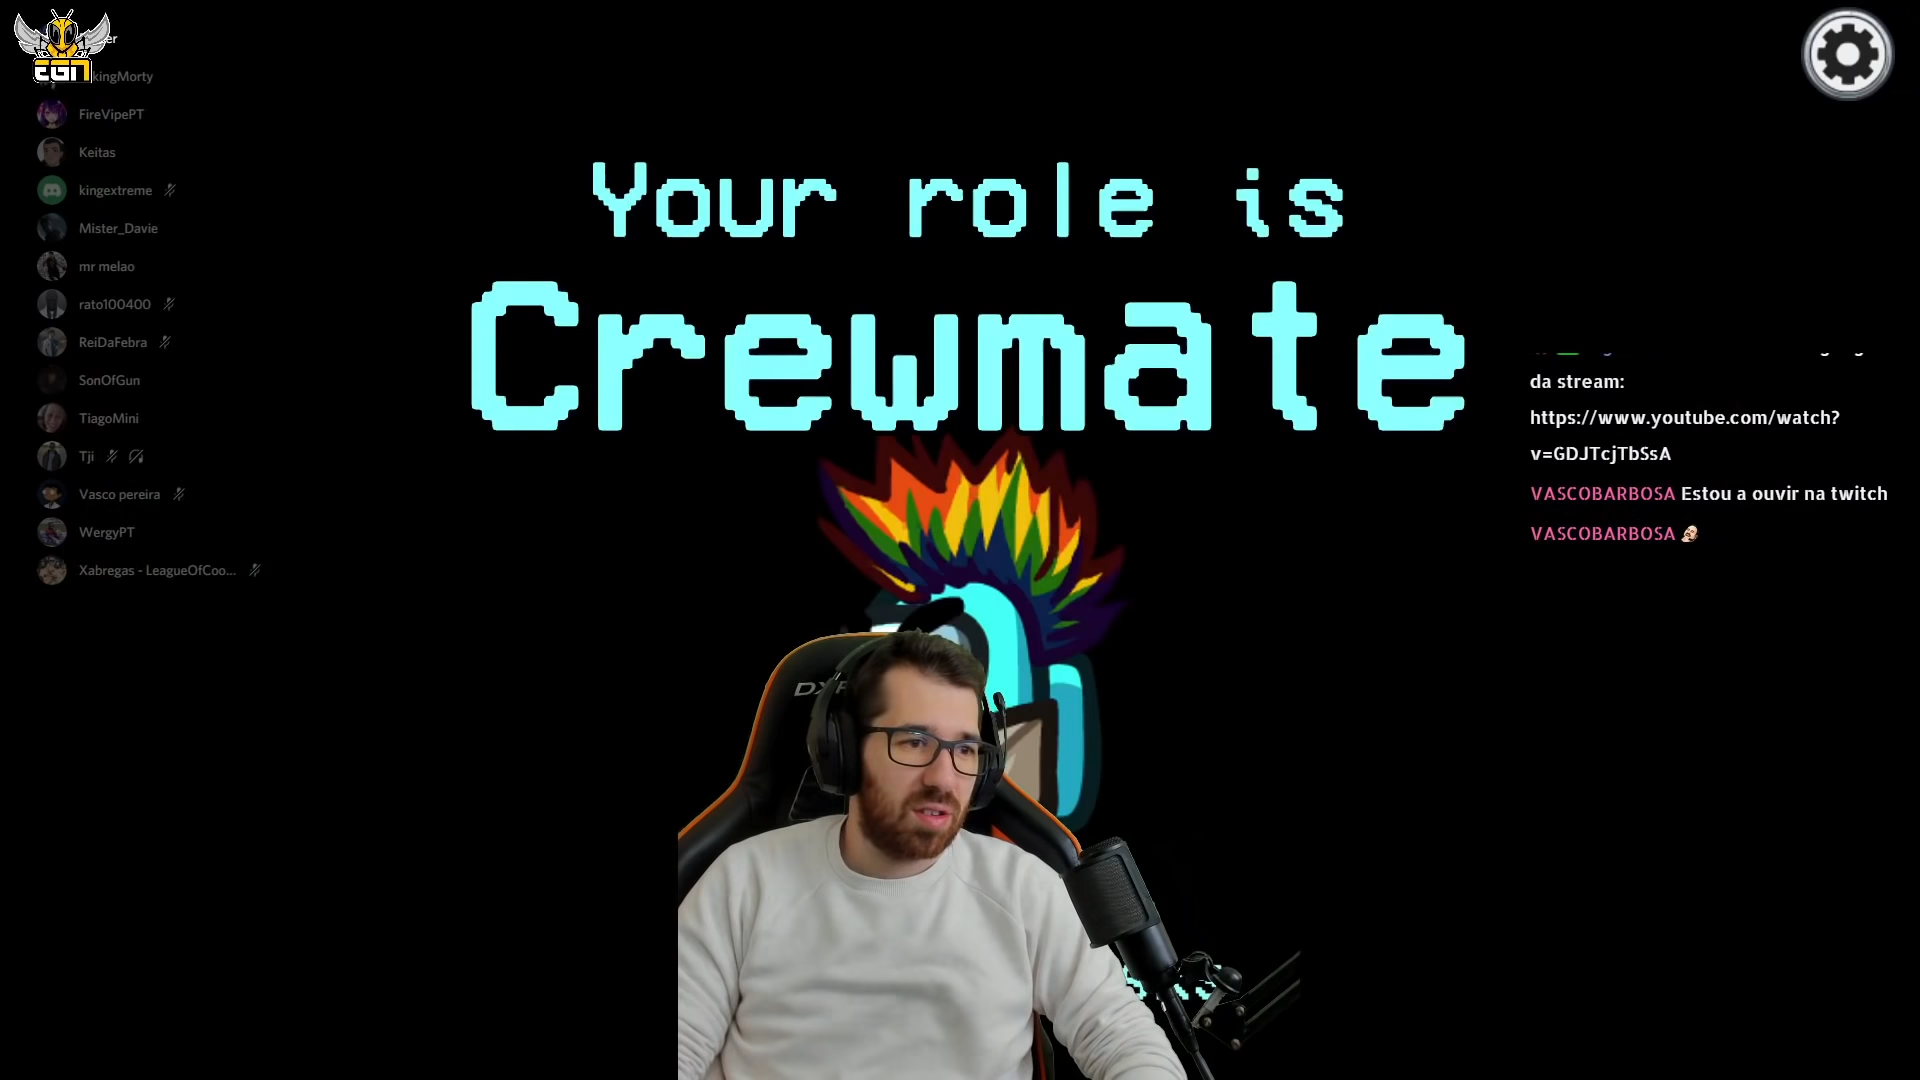 EGN
kingMorty
FireVipePT
Keitas
kingextreme
Mister_Davie
mr melao
rato100400
ReiDaFebra
SonOfGun
TiagoMini
Tji
Vasco pereira
WergyPT
Xabregas - LeagueOfCoo...
Your role is
Crewmate
da stream:
https://www.youtube.com/watch?
v=GDJTcjTbSsA
VASCOBARBOSA Estou a ouvir na twitch
VASCOBARBOSA